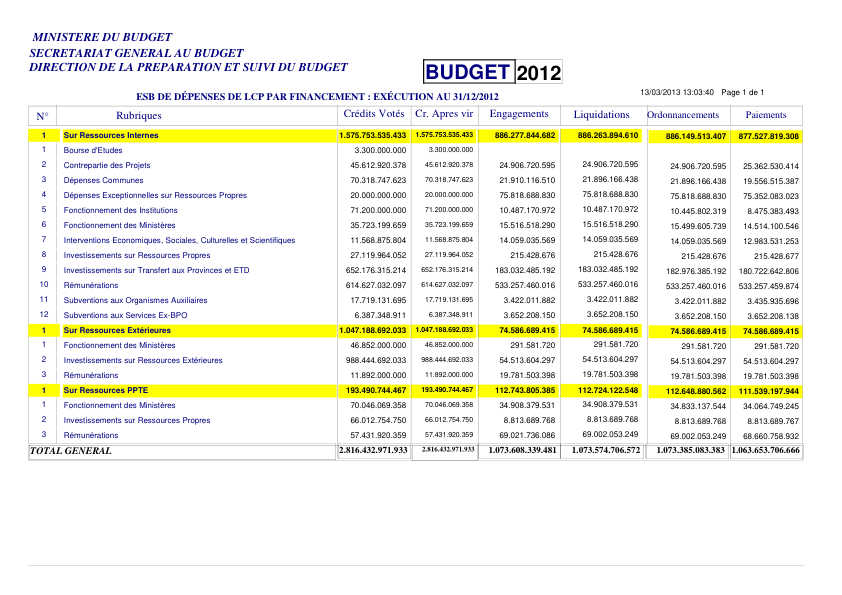 MINISTERE DU BUDGET
SECRETARIAT GENERAL AU BUDGET
DIRECTION DE LA PREPARATION ET SUIVI DU BUDGET
BUDGET 2012
13/03/2013 13:03:40 Page 1 de 1
ESB DE DÉPENSES DE LCP PAR FINANCEMENT : EXÉCUTION AU 31/12/2012
N° Rubriques Crédits Votés Cr. Apres vir Engagements Liquidations Ordonnancements Paiements
1 Sur Ressources Internes 1.575.753.535.433 1.575.753.535.433 886.277.844.682 886.263.894.610 886.149.513.407 877.527.819.308
1 Bourse d'Etudes 3.300.000.000 3.300.000.000
2 Contrepartie des Projets 45.612.920.378 45.612.920.378 24.906.720.595 24.906.720.595 24.906.720.595 25.362.530.414
3 Dépenses Communes 70.318.747.623 70.318.747.623 21.910.116.510 21.896.166.438 21.896.166.438 19.556.515.387
4 Dépenses Exceptionnelles sur Ressources Propres 20.000.000.000 20.000.000.000 75.818.688.830 75.818.688.830 75.818.688.830 75.352.083.023
5 Fonctionnement des Institutions 71.200.000.000 71.200.000.000 10.487.170.972 10.487.170.972 10.445.802.319 8.475.383.493
6 Fonctionnement des Ministères 35.723.199.659 35.723.199.659 15.516.518.290 15.516.518.290 15.499.605.739 14.514.100.546
7 Interventions Economiques, Sociales, Culturelles et Scientifiques 11.568.875.804 11.568.875.804 14.059.035.569 14.059.035.569 14.059.035.569 12.983.531.253
8 Investissements sur Ressources Propres 27.119.964.052 27.119.964.052 215.428.676 215.428.676 215.428.676 215.428.677
9 Investissements sur Transfert aux Provinces et ETD 652.176.315.214 652.176.315.214 183.032.485.192 183.032.485.192 182.976.385.192 180.722.642.806
10 Rémunérations 614.627.032.097 614.627.032.097 533.257.460.016 533.257.460.016 533.257.460.016 533.257.459.874
11 Subventions aux Organismes Auxiliaires 17.719.131.695 17.719.131.695 3.422.011.882 3.422.011.882 3.422.011.882 3.435.935.696
12 Subventions aux Services Ex-BPO 6.387.348.911 6.387.348.911 3.652.208.150 3.652.208.150 3.652.208.150 3.652.208.138
1 Sur Ressources Extérieures 1.047.188.692.033 1.047.188.692.033 74.586.689.415 74.586.689.415 74.586.689.415 74.586.689.415
1 Fonctionnement des Ministères 46.852.000.000 46.852.000.000 291.581.720 291.581.720 291.581.720 291.581.720
2 Investissements sur Ressources Extérieures 988.444.692.033 988.444.692.033 54.513.604.297 54.513.604.297 54.513.604.297 54.513.604.297
3 Rémunérations 11.892.000.000 11.892.000.000 19.781.503.398 19.781.503.398 19.781.503.398 19.781.503.398
1 Sur Ressources PPTE 193.490.744.467 193.490.744.467 112.743.805.385 112.724.122.548 112.648.880.562 111.539.197.944
1 Fonctionnement des Ministères 70.046.069.358 70.046.069.358 34.908.379.531 34.908.379.531 34.833.137.544 34.064.749.245
2 Investissements sur Ressources Propres 66.012.754.750 66.012.754.750 8.813.689.768 8.813.689.768 8.813.689.768 8.813.689.767
3 Rémunérations 57.431.920.359 57.431.920.359 69.021.736.086 69.002.053.249 69.002.053.249 68.660.758.932
TOTAL GENERAL 2.816.432.971.933 2.816.432.971.933 1.073.608.339.481 1.073.574.706.572 1.073.385.083.383 1.063.653.706.666